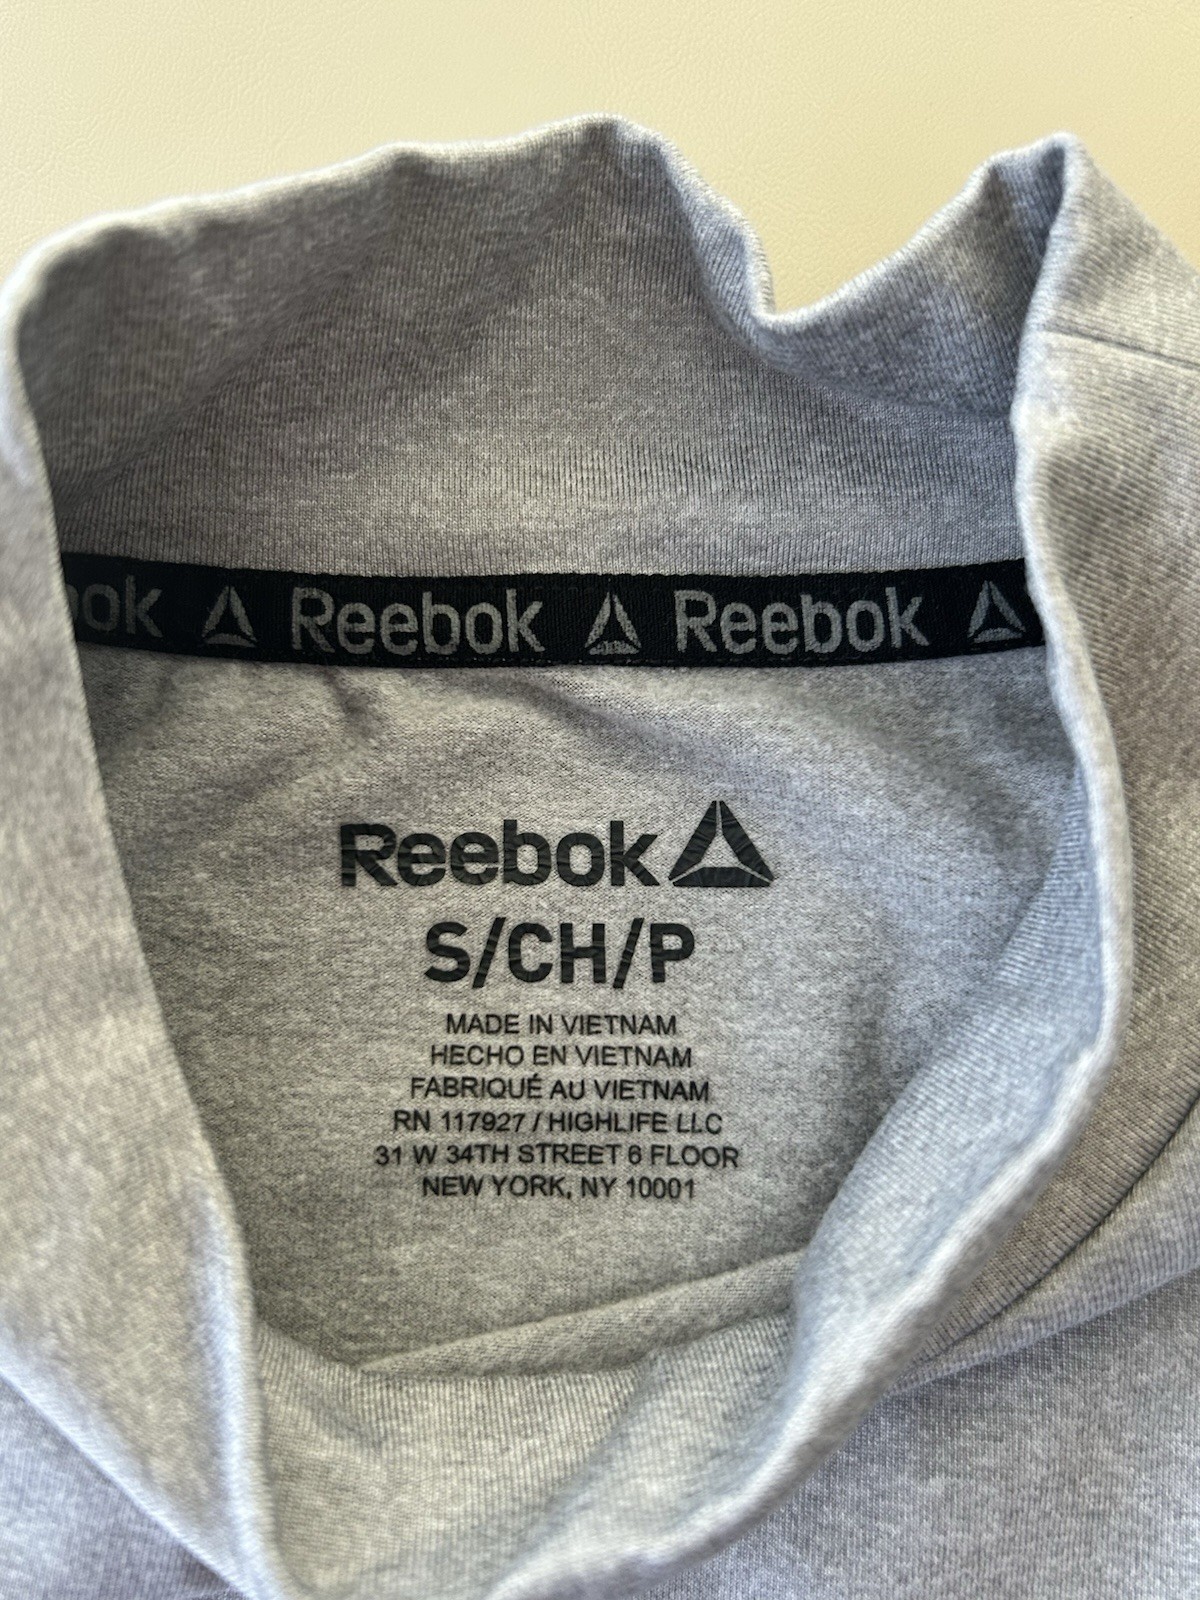 ok Reebok Reebok
Reebok
S/CH/P
MADE IN VIETNAM
HECHO EN VIETNAM
FABRIQUÉ AU VIETNAM
RN 117927 / HIGHLIFE LLC
31 W 34TH STREET 6 FLOOR
NEW YORK, NY 10001